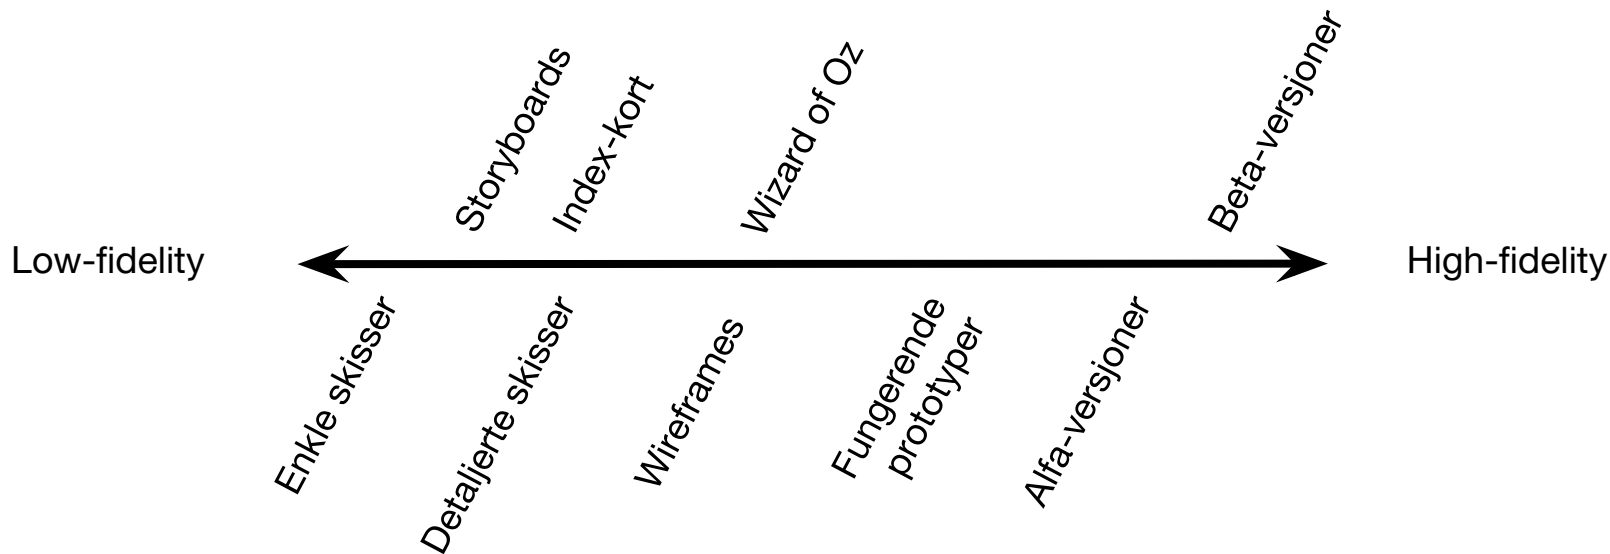 Storyboards
Index-kort
Wizard of Oz
Beta-versjoner
Low-fidelity
High-fidelity
Enkle skisser
Detaljerte skisser
Wireframes
Fungerende
prototyper
Alfa-versjoner